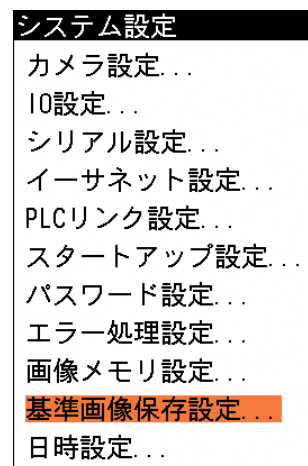 システム設定
カメラ設定...
IO設定...
シリアル設定...
イーサネット設定...
PLCリンク設定...
スタートアップ設定...
パスワード設定...
エラー処理設定...
画像メモリ設定...
基準画像保存設定...
日時設定...